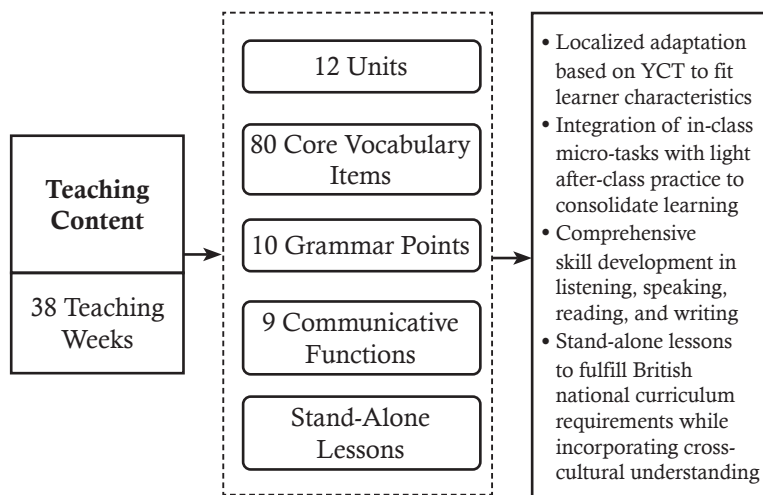 Teaching
Content
38 Teaching
Weeks
12 Units
80 Core Vocabulary
Items
10 Grammar Points
9 Communicative
Functions
Stand-Alone
Lessons
• Localized adaptation
based on YCT to fit
learner characteristics
• Integration of in-class
micro-tasks with light
after-class practice to
consolidate learning
• Comprehensive
skill development in
listening, speaking,
reading, and writing
• Stand-alone lessons
to fulfill British
national curriculum
requirements while
incorporating cross-
cultural understanding